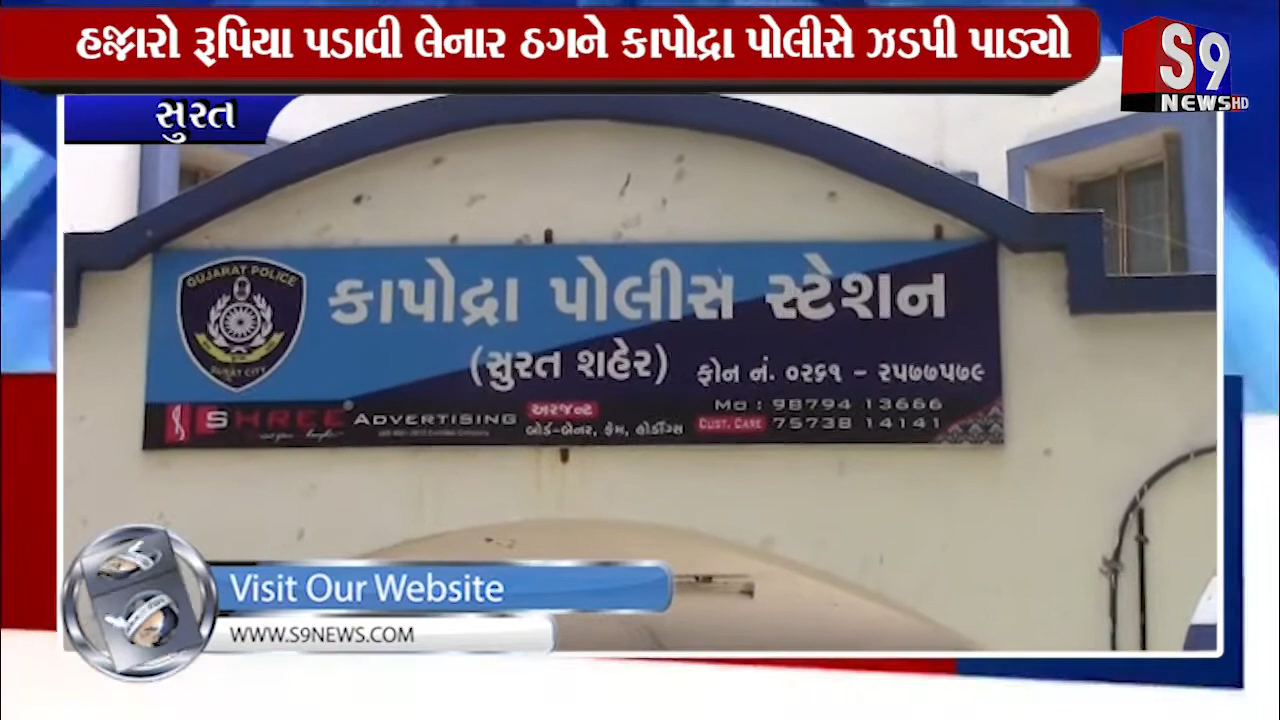 હજારો રૂપિયા પડાવી લેનાર ઠગને કાપોદ્રા પોલીસે ઝડપી પાડ્યો
S9
NEWS HD
સુરત
GUJARAT POLICE
SURAT CITY
કાપોદ્રા પોલીસ સ્ટેશન
(સુરત શહેર)
ફોન નં. ૦૨૬૧ - ૨૫૭૭૫૭૯
SHREE ADVERTISING
અરજન્ટ
બોર્ડ-બેનર, ફ્રેમ, હોર્ડીંગ્સ
Mo : 98794 13666
CUST. CARE 75738 14141
Visit Our Website
WWW.S9NEWS.COM